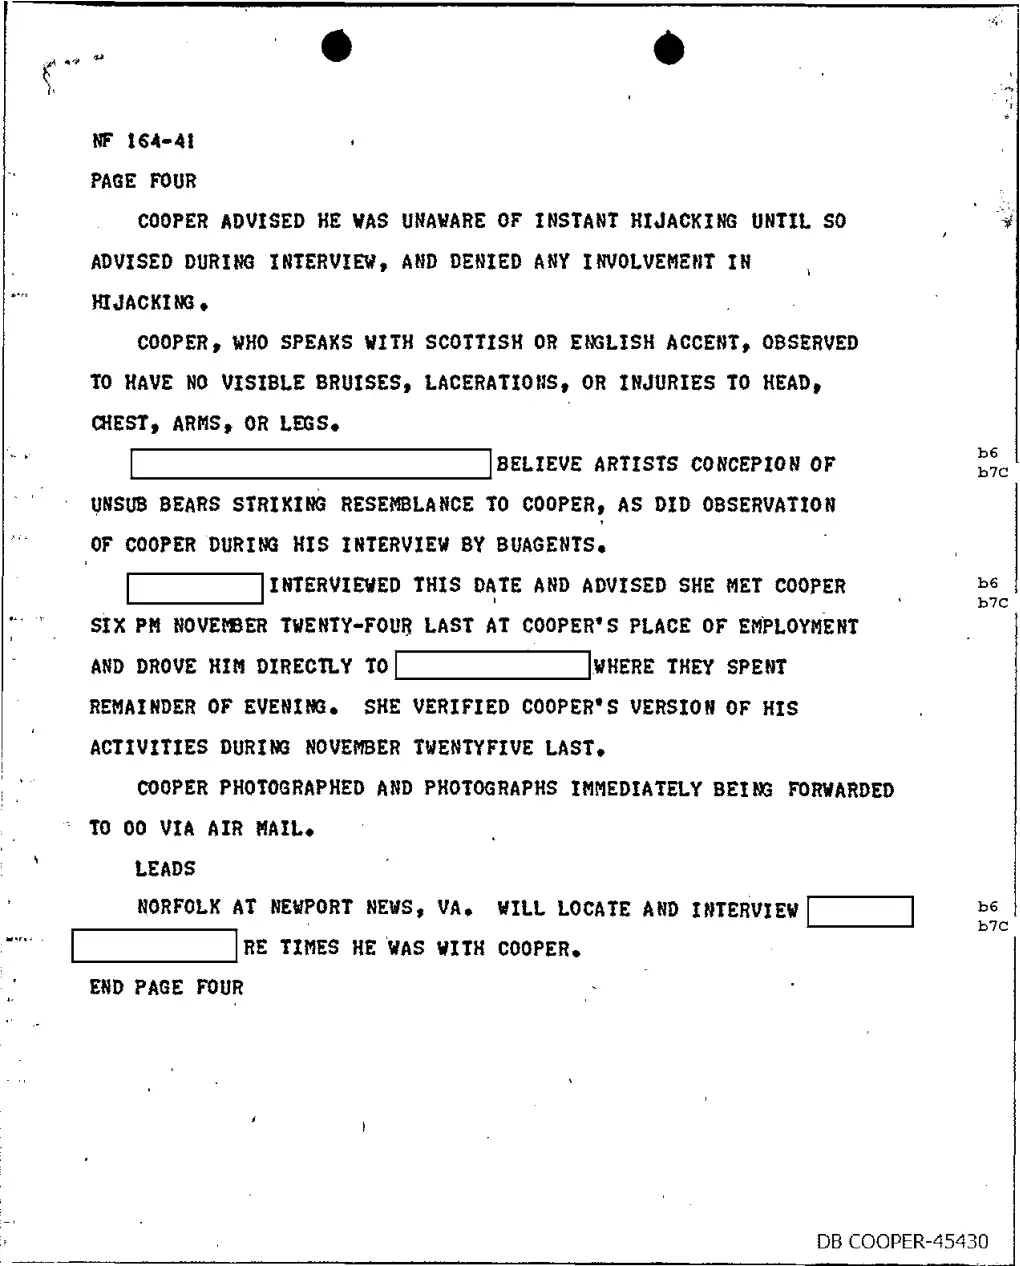 NF 164-41
PAGE FOUR
COOPER ADVISED HE WAS UNAWARE OF INSTANT HIJACKING UNTIL SO
ADVISED DURING INTERVIEW, AND DENIED ANY INVOLVEMENT IN
HIJACKING.
COOPER, WHO SPEAKS WITH SCOTTISH OR ENGLISH ACCENT, OBSERVED
TO HAVE NO VISIBLE BRUISES, LACERATIONS, OR INJURIES TO HEAD,
CHEST, ARMS, OR LEGS.
BELIEVE ARTISTS CONCEPION OF
b6
b7C
UNSUB BEARS STRIKING RESEMBLANCE TO COOPER, AS DID OBSERVATION
OF COOPER DURING HIS INTERVIEW BY BUAGENTS.
INTERVIEWED THIS DATE AND ADVISED SHE MET COOPER
b6
b7C
SIX PM NOVEMBER TWENTY-FOUR LAST AT COOPER'S PLACE OF EMPLOYMENT
AND DROVE HIM DIRECTLY TO WHERE THEY SPENT
REMAINDER OF EVENING. SHE VERIFIED COOPER'S VERSION OF HIS
ACTIVITIES DURING NOVEMBER TWENTYFIVE LAST.
COOPER PHOTOGRAPHED AND PHOTOGRAPHS IMMEDIATELY BEING FORWARDED
TO OO VIA AIR MAIL.
LEADS
NORFOLK AT NEWPORT NEWS, VA. WILL LOCATE AND INTERVIEW
b6
b7C
RE TIMES HE WAS WITH COOPER.
END PAGE FOUR
DB COOPER-45430